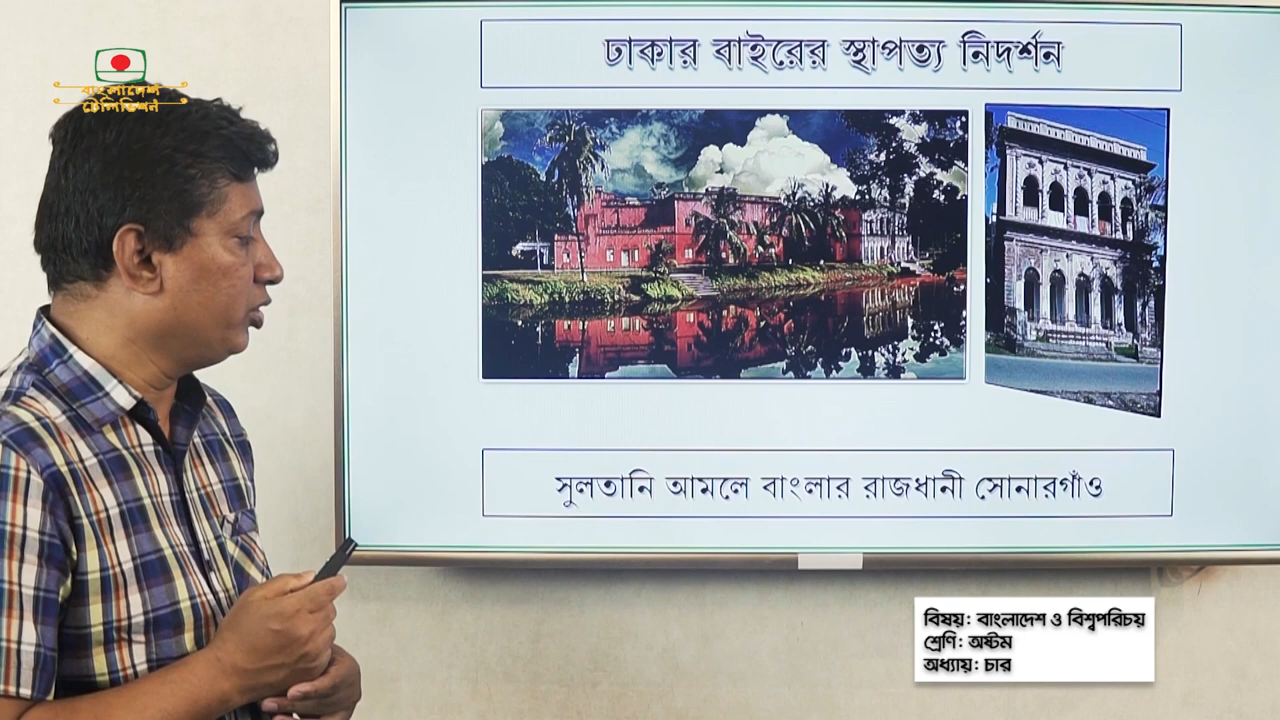 বাংলাদেশ
টেলিভিশন
ঢাকার বাইরের স্থাপত্য নিদর্শন
সুলতানি আমলে বাংলার রাজধানী সোনারগাঁও
বিষয়: বাংলাদেশ ও বিশ্বপরিচয়
শ্রেণি: অষ্টম
অধ্যায়: চার